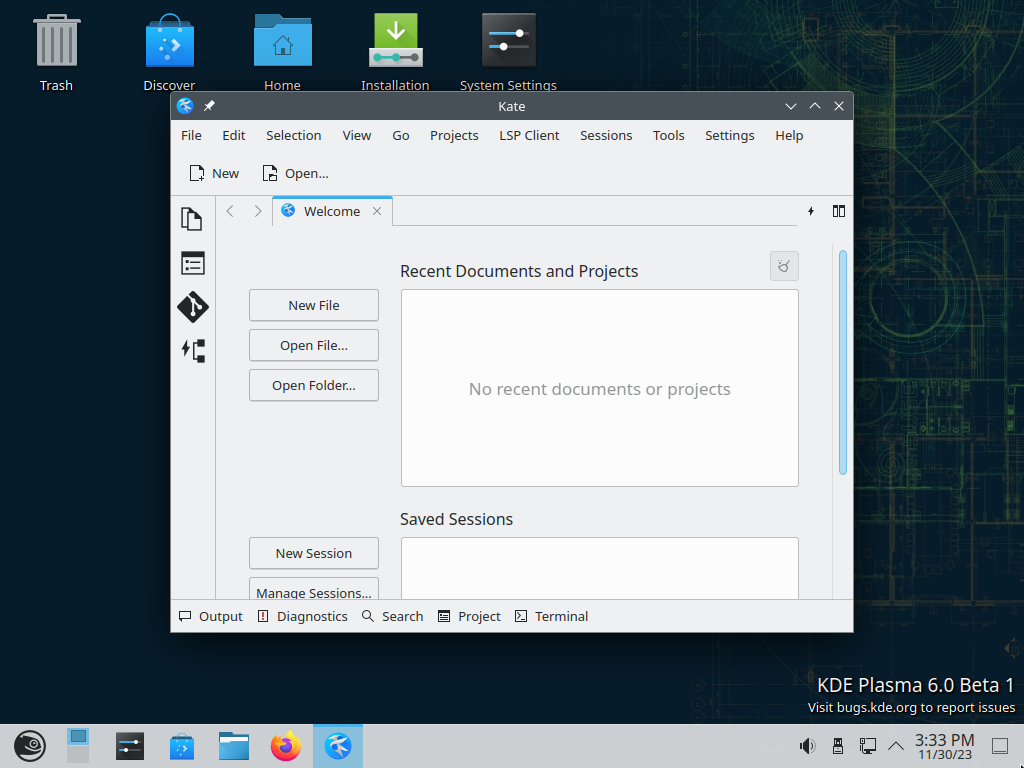 Trash
Discover
Home
Installation
System Settings
Kate
File Edit Selection View Go Projects LSP Client Sessions Tools Settings Help
New Open...
Welcome
Recent Documents and Projects
New File
Open File...
Open Folder...
No recent documents or projects
Saved Sessions
New Session
Manage Sessions...
Output Diagnostics Search Project Terminal
KDE Plasma 6.0 Beta 1
Visit bugs.kde.org to report issues
3:33 PM
11/30/23